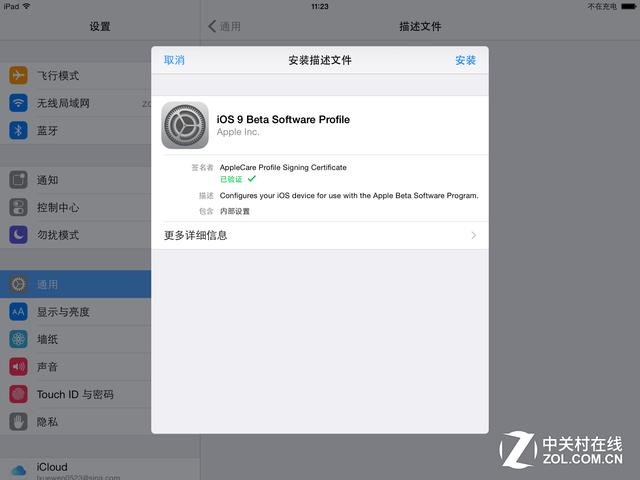 iPad
11:23
不在充电
设置
通用
描述文件
飞行模式
无线局域网
蓝牙
通知
控制中心
勿扰模式
通用
显示与亮度
墙纸
声音
Touch ID 与密码
隐私
iCloud
取消
安装描述文件
安装
iOS 9 Beta Software Profile
Apple Inc.
签名者 AppleCare Profile Signing Certificate
已验证
描述 Configures your iOS device for use with the Apple Beta Software Program.
包含 内部设置
更多详细信息
中关村在线
ZOL.COM.CN